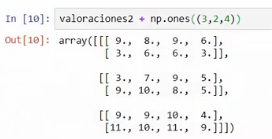 In [10]: valoraciones2 + np.ones((3,2,4))
Out[10]: array([[[ 9., 8., 9., 6.],
[ 3., 6., 6., 3.]],
[[ 3., 7., 9., 5.],
[ 9., 10., 8., 5.]],
[[ 9., 9., 10., 4.],
[11., 10., 11., 9.]]])